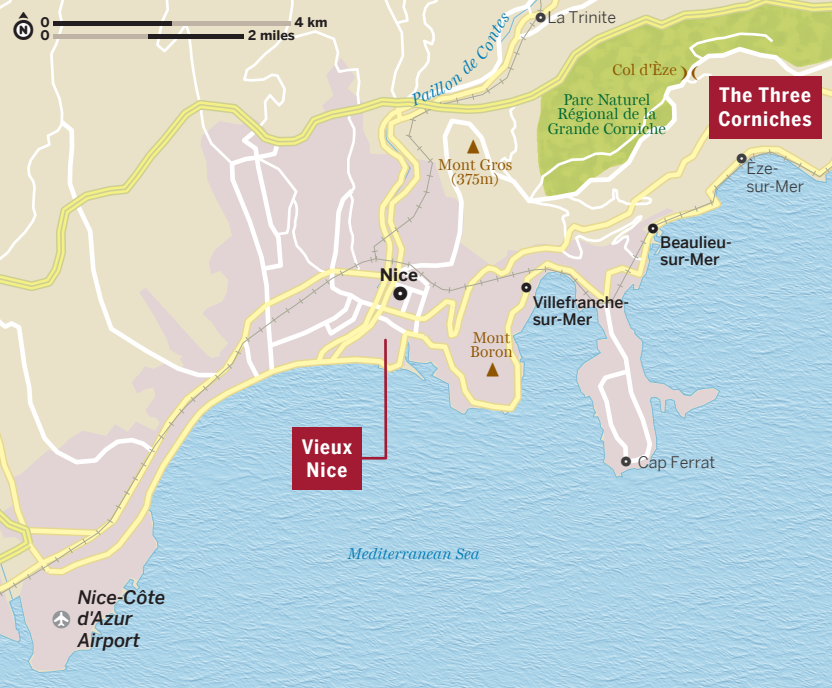 N
0
4 km
0
2 miles
La Trinite
Paillon de Contes
Col d'Èze
The Three
Corniches
Parc Naturel
Régional de la
Grande Corniche
Mont Gros
(375m)
Èze-
sur-Mer
Beaulieu-
sur-Mer
Nice
Villefranche-
sur-Mer
Mont
Boron
Vieux
Nice
Cap Ferrat
Mediterranean Sea
Nice-Côte
d'Azur
Airport